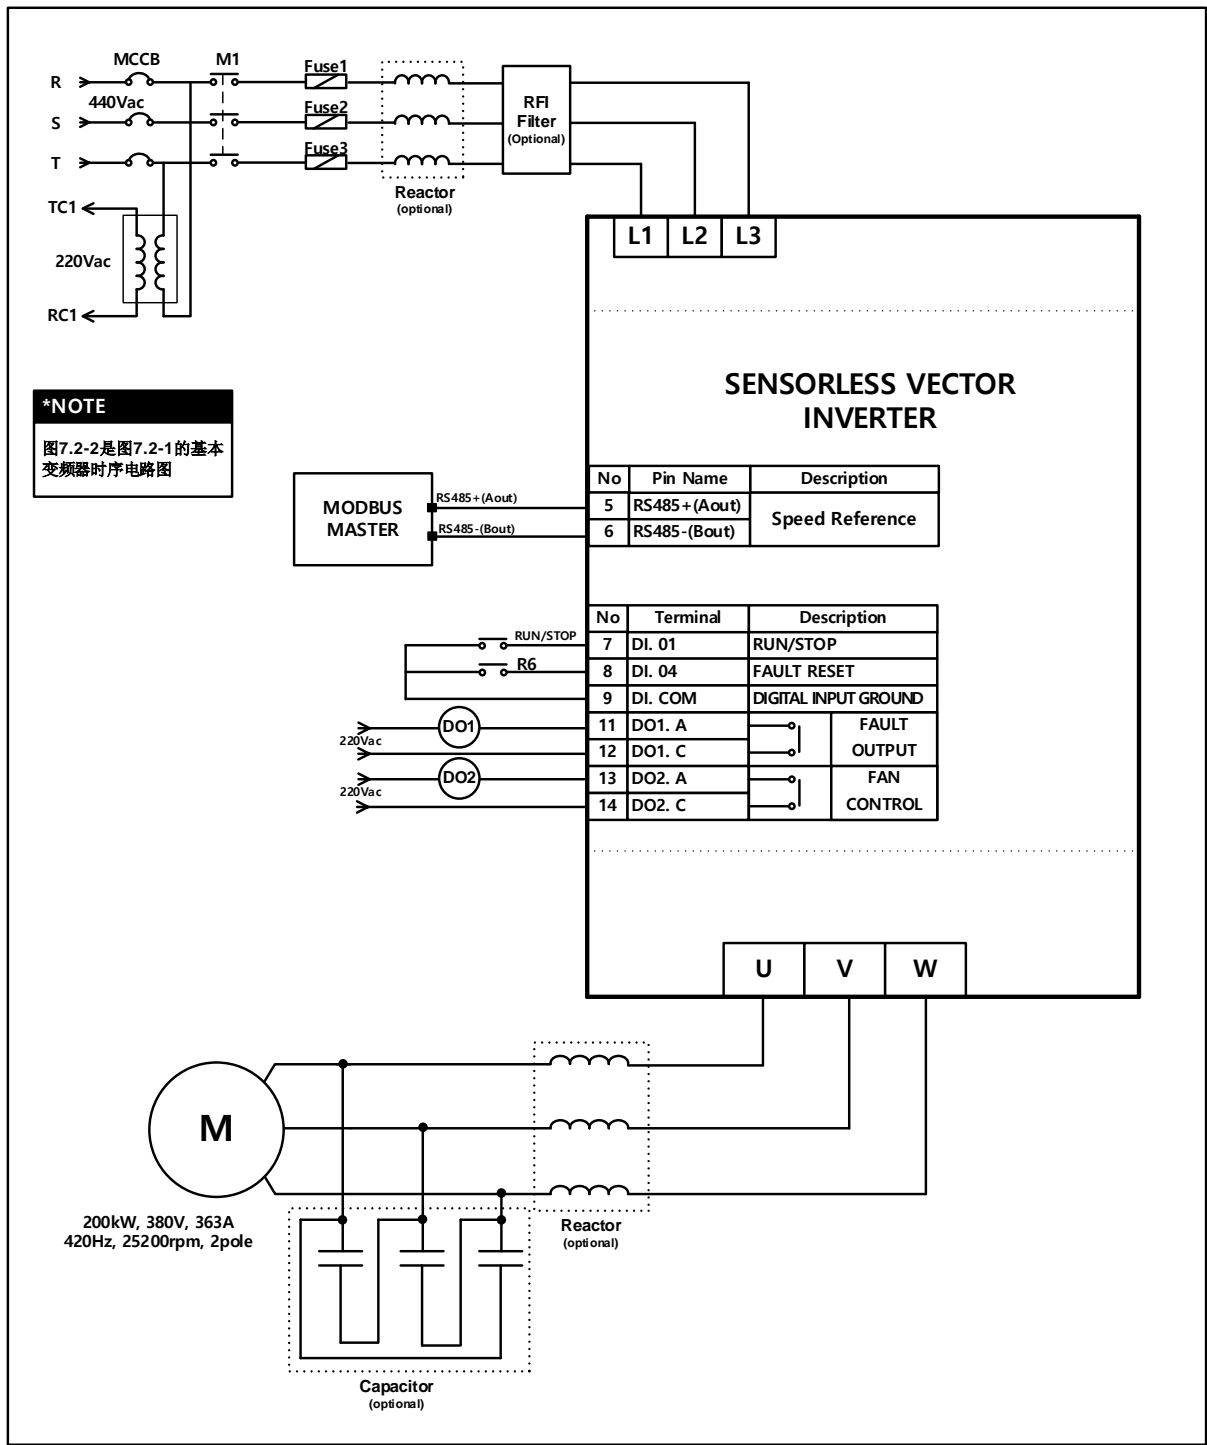 MCCB M1
R Fuse1
440Vac
S Fuse2
T Fuse3
RFI
Filter
(Optional)
Reactor
(optional)
TC1
220Vac
RC1
L1 L2 L3
*NOTE
图7.2-2是图7.2-1的基本
变频器时序电路图
SENSORLESS VECTOR
INVERTER
MODBUS
MASTER
RS485+(Aout)
RS485-(Bout)
No Pin Name Description
5 RS485+(Aout) Speed Reference
6 RS485-(Bout)
No Terminal Description
RUN/STOP 7 DI. 01 RUN/STOP
R6 8 DI. 04 FAULT RESET
9 DI. COM DIGITAL INPUT GROUND
DO1 11 DO1. A FAULT
220Vac 12 DO1. C OUTPUT
DO2 13 DO2. A FAN
220Vac 14 DO2. C CONTROL
U V W
M
200kW, 380V, 363A
420Hz, 25200rpm, 2pole
Reactor
(optional)
Capacitor
(optional)